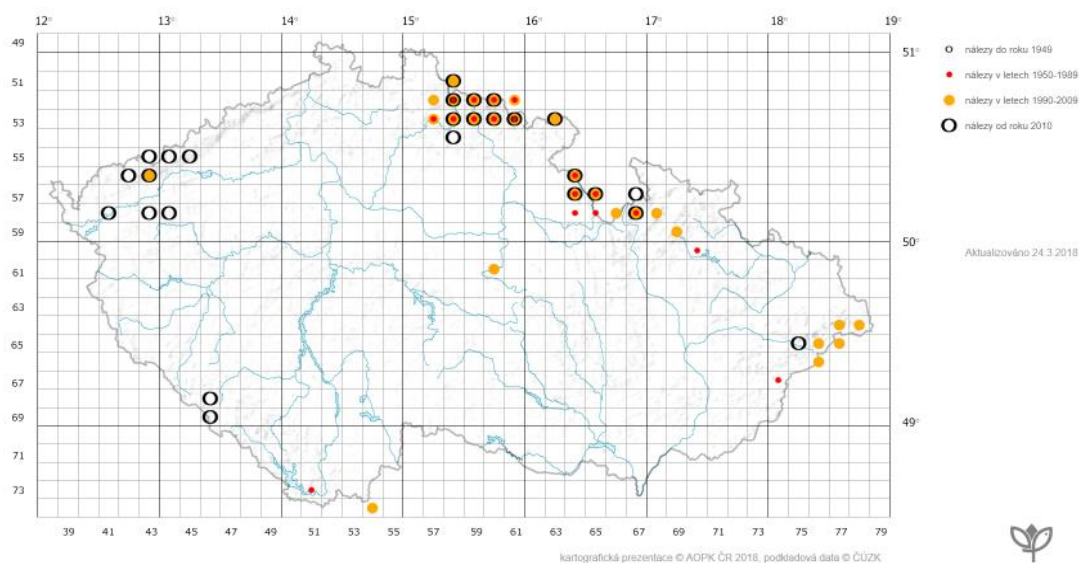 12° 13° 14° 15° 16° 17° 18° 19°
49
51°
nálezy do roku 1949
51
nálezy v letech 1950-1989
nálezy v letech 1990-2009
53
nálezy od roku 2010
55
57
59
50°
Aktualizováno 24.3.2018
61
63
65
67
69
49°
71
73
39 41 43 45 47 51 53 55 57 59 61 63 65 67 69 71 73 75 77 79
kartografická prezentace © AOPK ČR 2018, podkladová data © ČÚZK